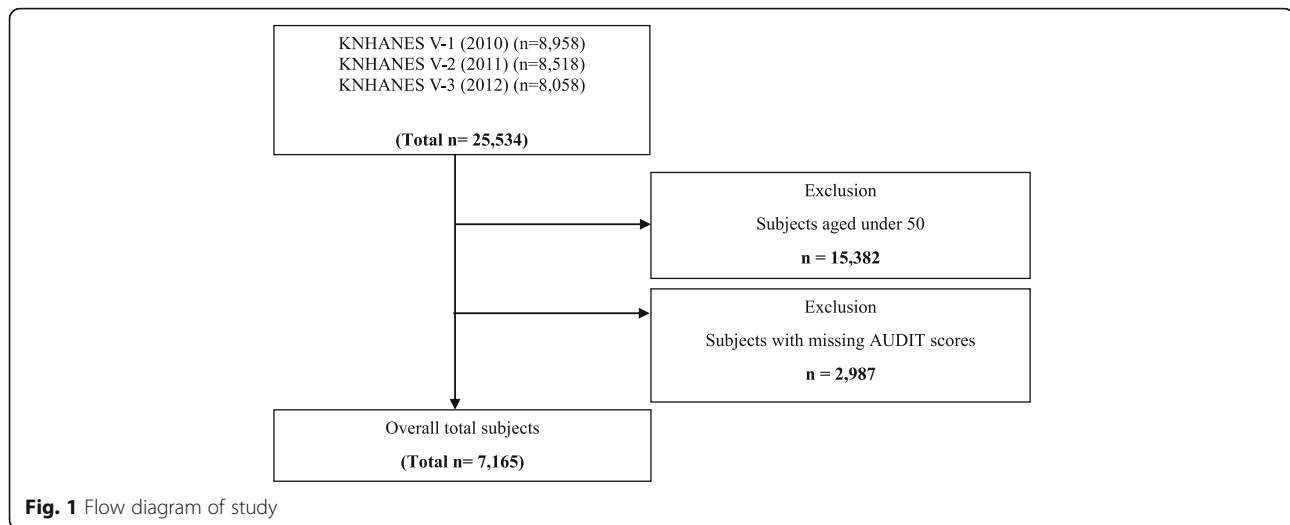 KNHANES V-1 (2010) (n=8,958)
KNHANES V-2 (2011) (n=8,518)
KNHANES V-3 (2012) (n=8,058)
(Total n= 25,534)
Exclusion
Subjects aged under 50
n = 15,382
Exclusion
Subjects with missing AUDIT scores
n = 2,987
Overall total subjects
(Total n= 7,165)
Fig. 1 Flow diagram of study